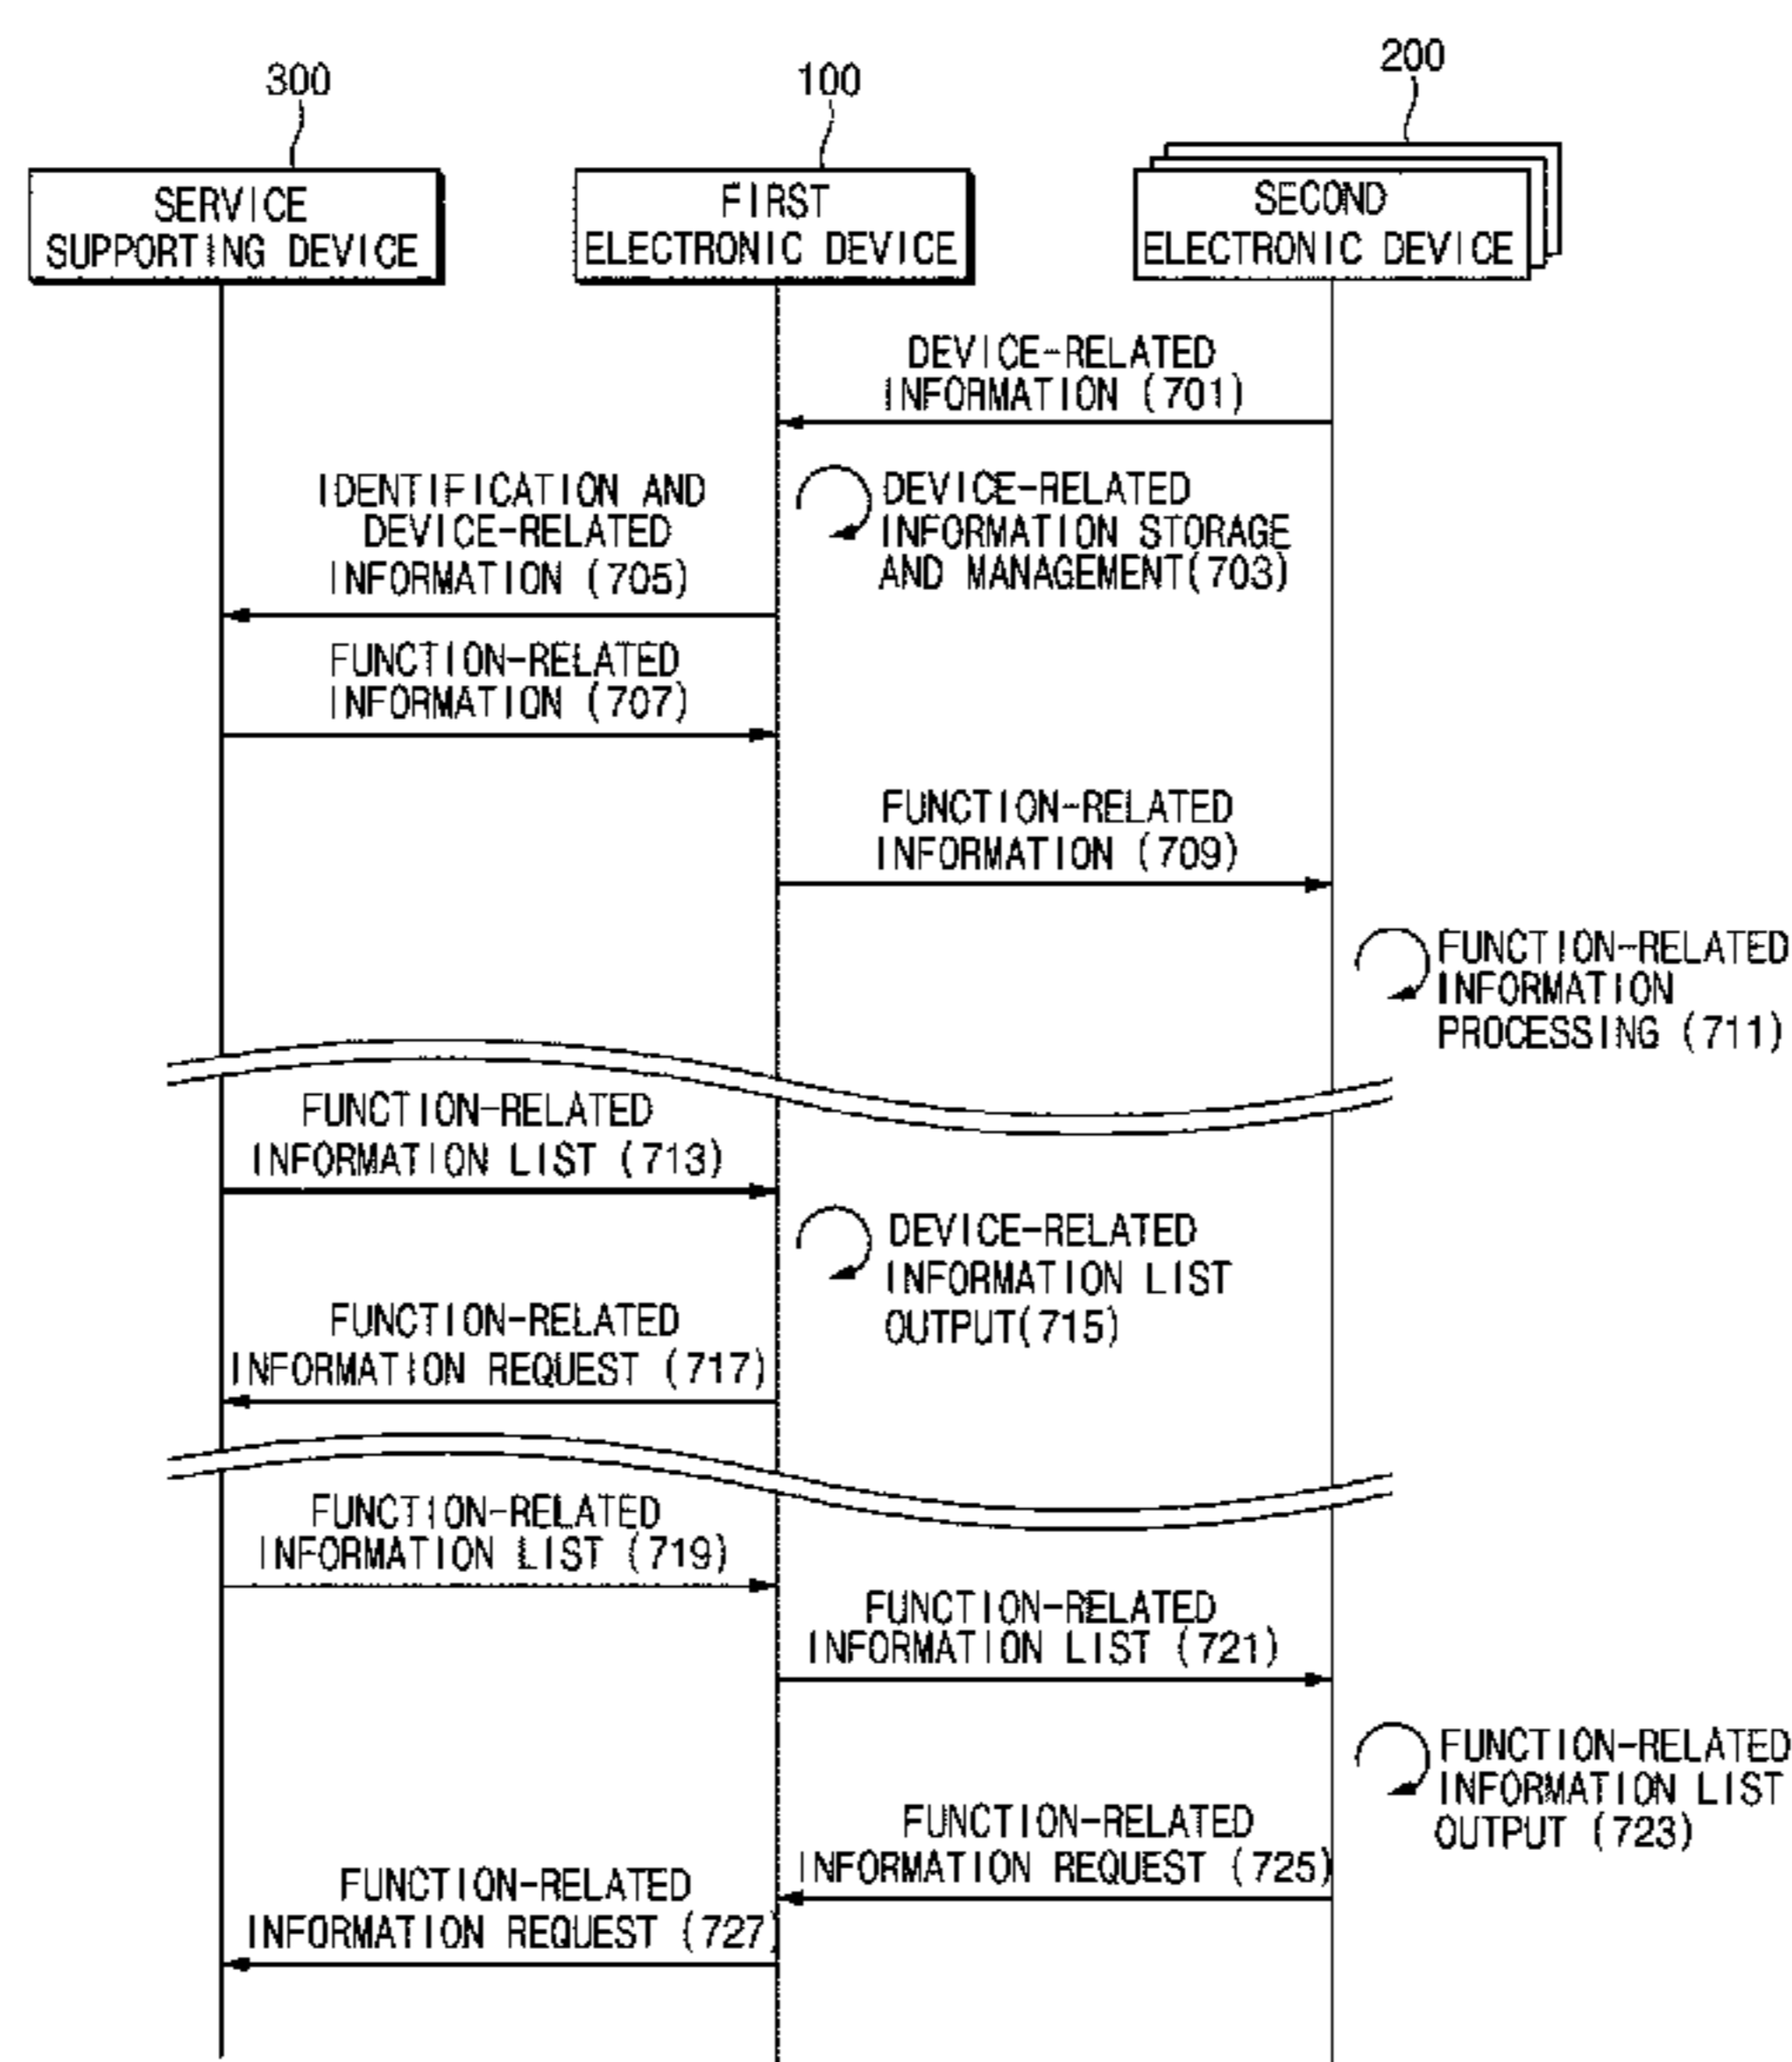 300
100
200
SERVICE
SUPPORTING DEVICE
FIRST
ELECTRONIC DEVICE
SECOND
ELECTRONIC DEVICE
DEVICE-RELATED
INFORMATION (701)
DEVICE-RELATED
INFORMATION STORAGE
AND MANAGEMENT(703)
IDENTIFICATION AND
DEVICE-RELATED
INFORMATION (705)
FUNCTION-RELATED
INFORMATION (707)
FUNCTION-RELATED
INFORMATION (709)
FUNCTION-RELATED
INFORMATION
PROCESSING (711)
FUNCTION-RELATED
INFORMATION LIST (713)
DEVICE-RELATED
INFORMATION LIST
OUTPUT(715)
FUNCTION-RELATED
INFORMATION REQUEST (717)
FUNCTION-RELATED
INFORMATION LIST (719)
FUNCTION-RELATED
INFORMATION LIST (721)
FUNCTION-RELATED
INFORMATION LIST
OUTPUT (723)
FUNCTION-RELATED
INFORMATION REQUEST (725)
FUNCTION-RELATED
INFORMATION REQUEST (727)